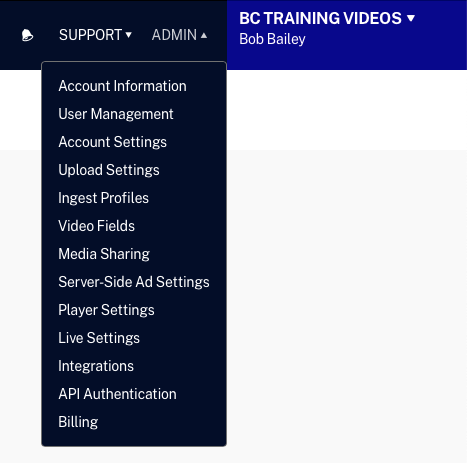 SUPPORT ADMIN
BC TRAINING VIDEOS
Bob Bailey
Account Information
User Management
Account Settings
Upload Settings
Ingest Profiles
Video Fields
Media Sharing
Server-Side Ad Settings
Player Settings
Live Settings
Integrations
API Authentication
Billing